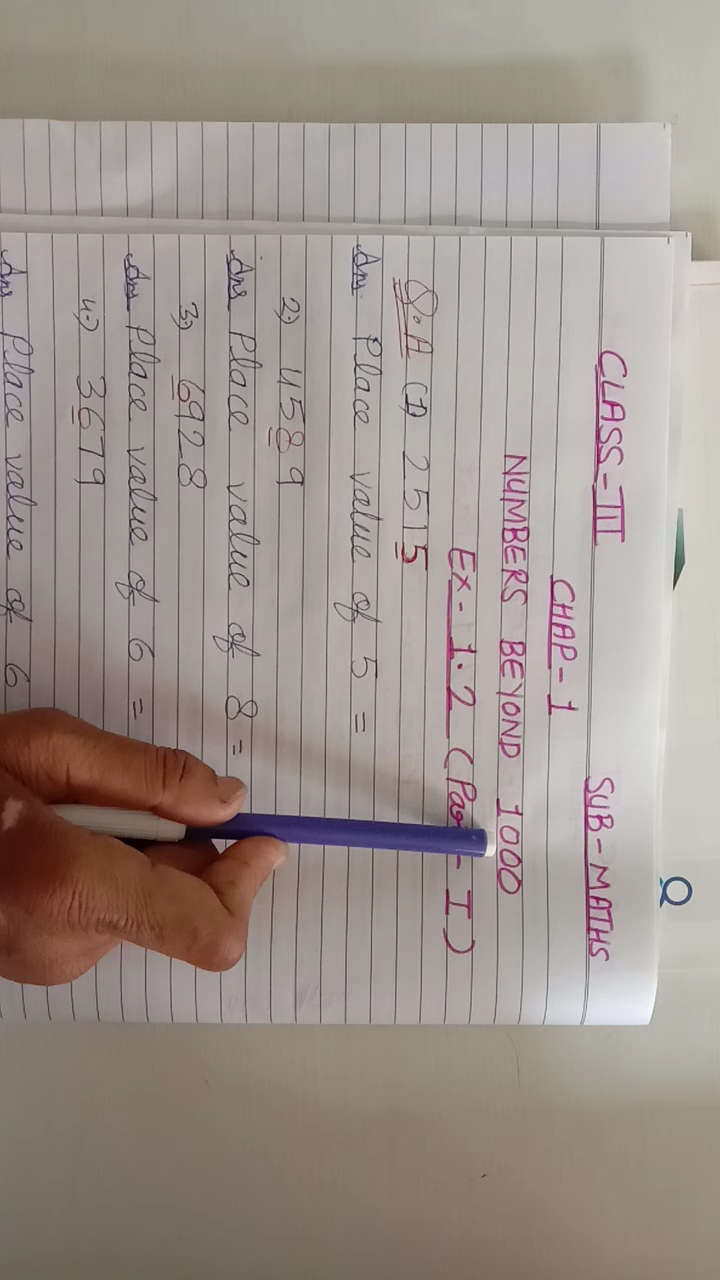 CLASS-III SUB-MATHS
CHAP-1
NUMBERS BEYOND 1000
Ex-1.2 (Pa -I)
Q.A (1) 2515
Ans. Place value of 5 =
2) 4589
Ans Place value of 8 =
3) 6928
Ans Place value of 6 =
4) 3679
Ans Place value of 6